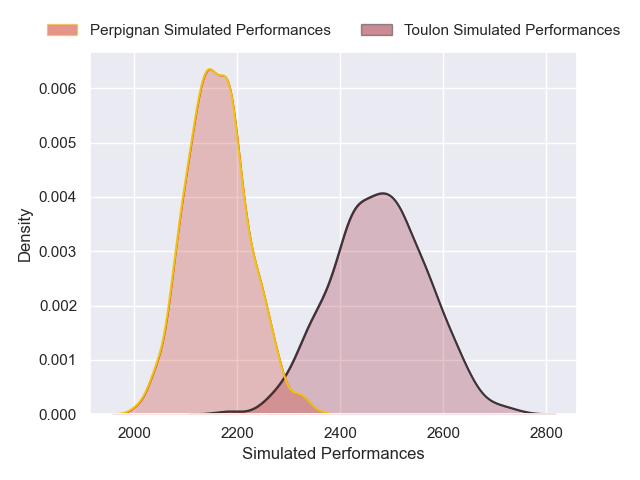 Perpignan Simulated Performances Toulon Simulated Performances
Density
0.006
0.005
0.004
0.003
0.002
0.001
0.000
2000 2200 2400 2600 2800
Simulated Performances